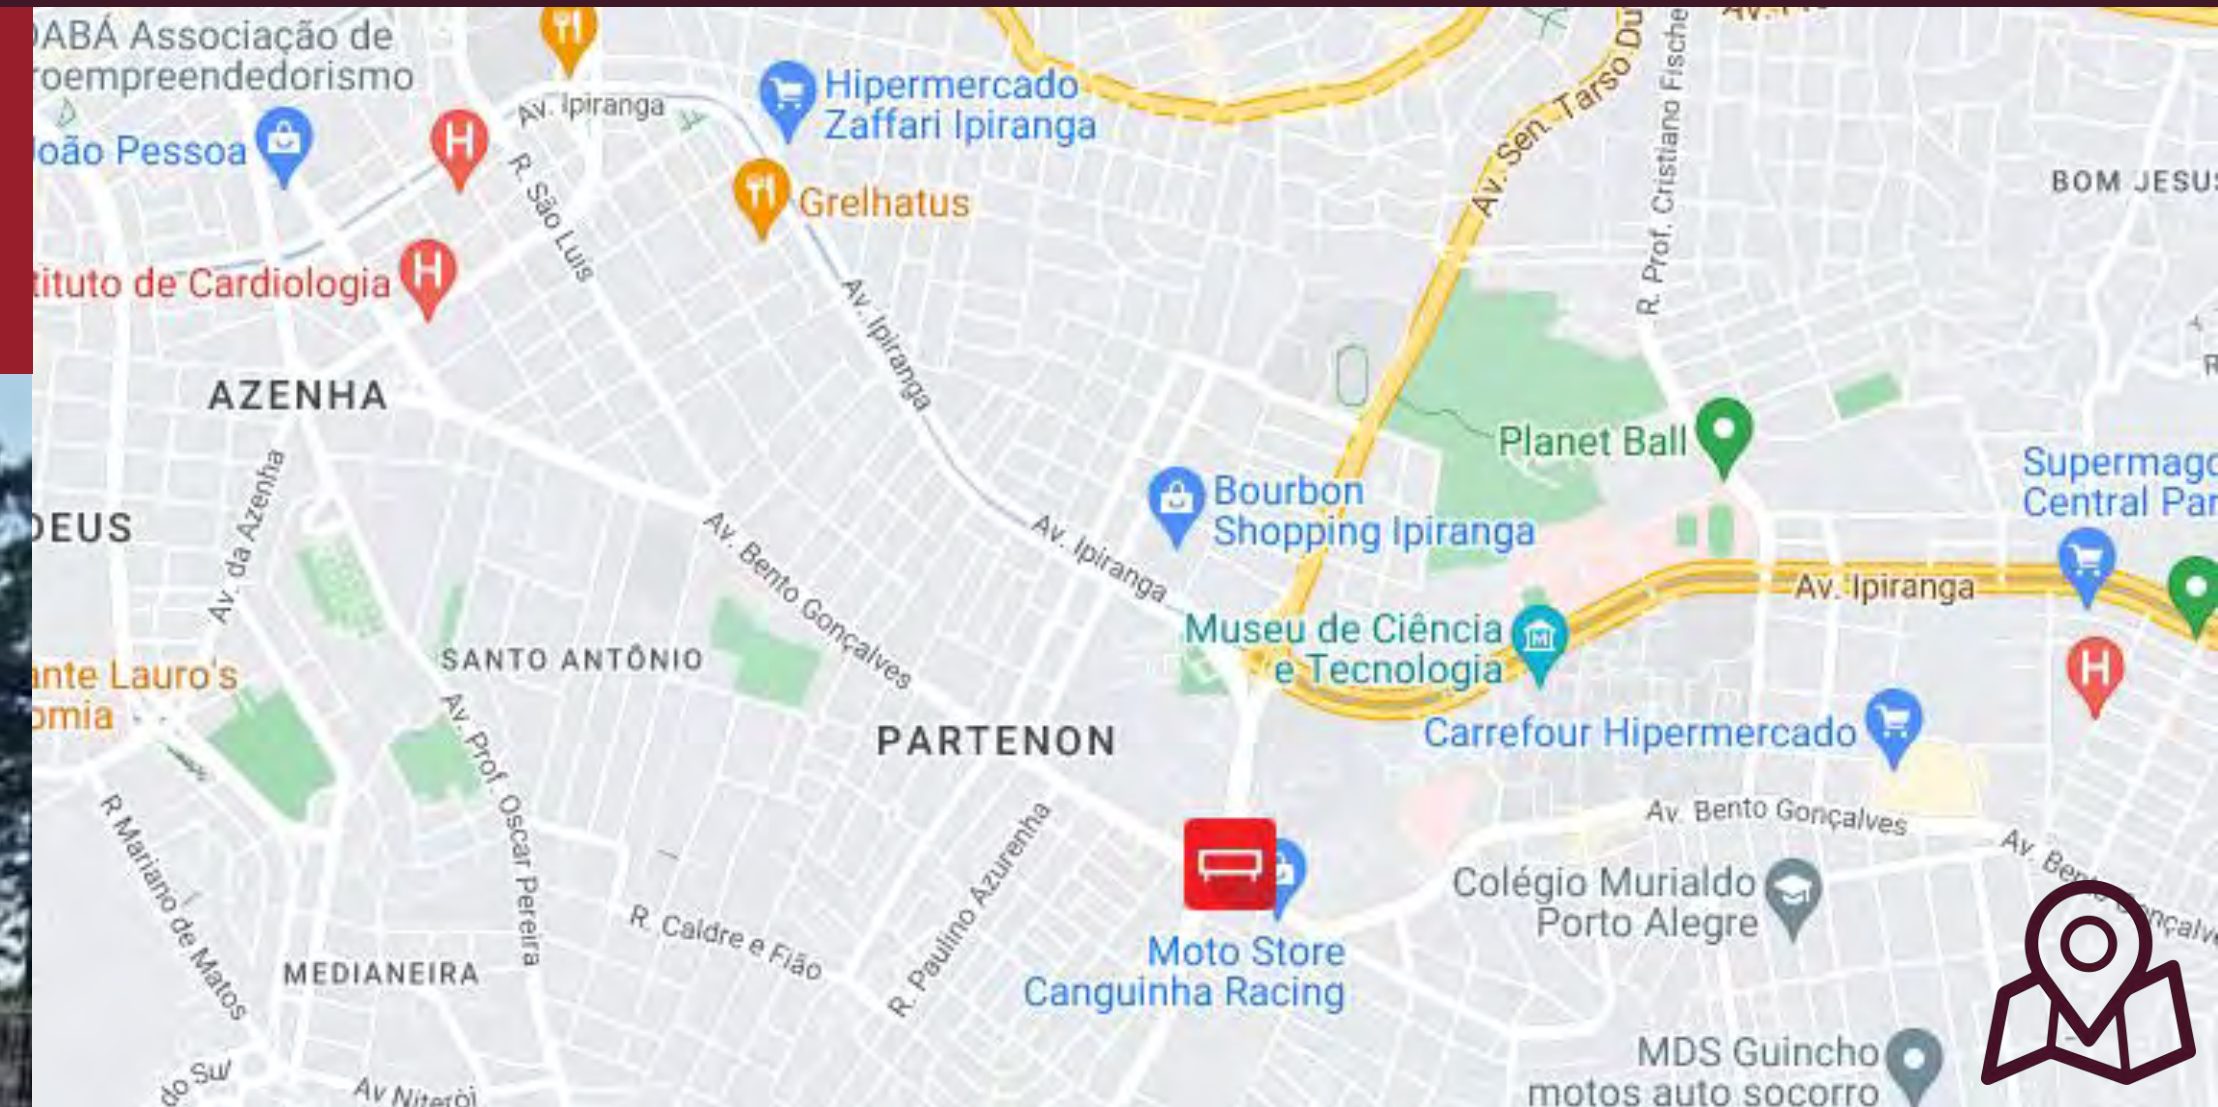 DABÁ Associação de
roempreendedorismo
João Pessoa
Av. Ipiranga
Hipermercado
Zaffari Ipiranga
Av. Sen. Tarso Du
R. Prof. Cristiano Fische
BOM JESUS
R. São Luís
Grelhatus
tituto de Cardiologia
Av. Ipiranga
AZENHA
Planet Ball
Av. da Azenha
Bourbon
Shopping Ipiranga
Supermago
Central Par
DEUS
Av. Bento Gonçalves
Av. Ipiranga
Av. Ipiranga
Museu de Ciência
e Tecnologia
SANTO ANTÔNIO
ante Lauro's
omia
Av. Prof. Oscar Pereira
PARTENON
Carrefour Hipermercado
R Mariano de Matos
R. Paulino Azurenha
Av. Bento Gonçalves
Av. Bento Gonçalve
Colégio Murialdo
Porto Alegre
R. Caldre e Fião
Moto Store
Canguinha Racing
MEDIANEIRA
MDS Guincho
motos auto socorro
do Sul
Av Niterói